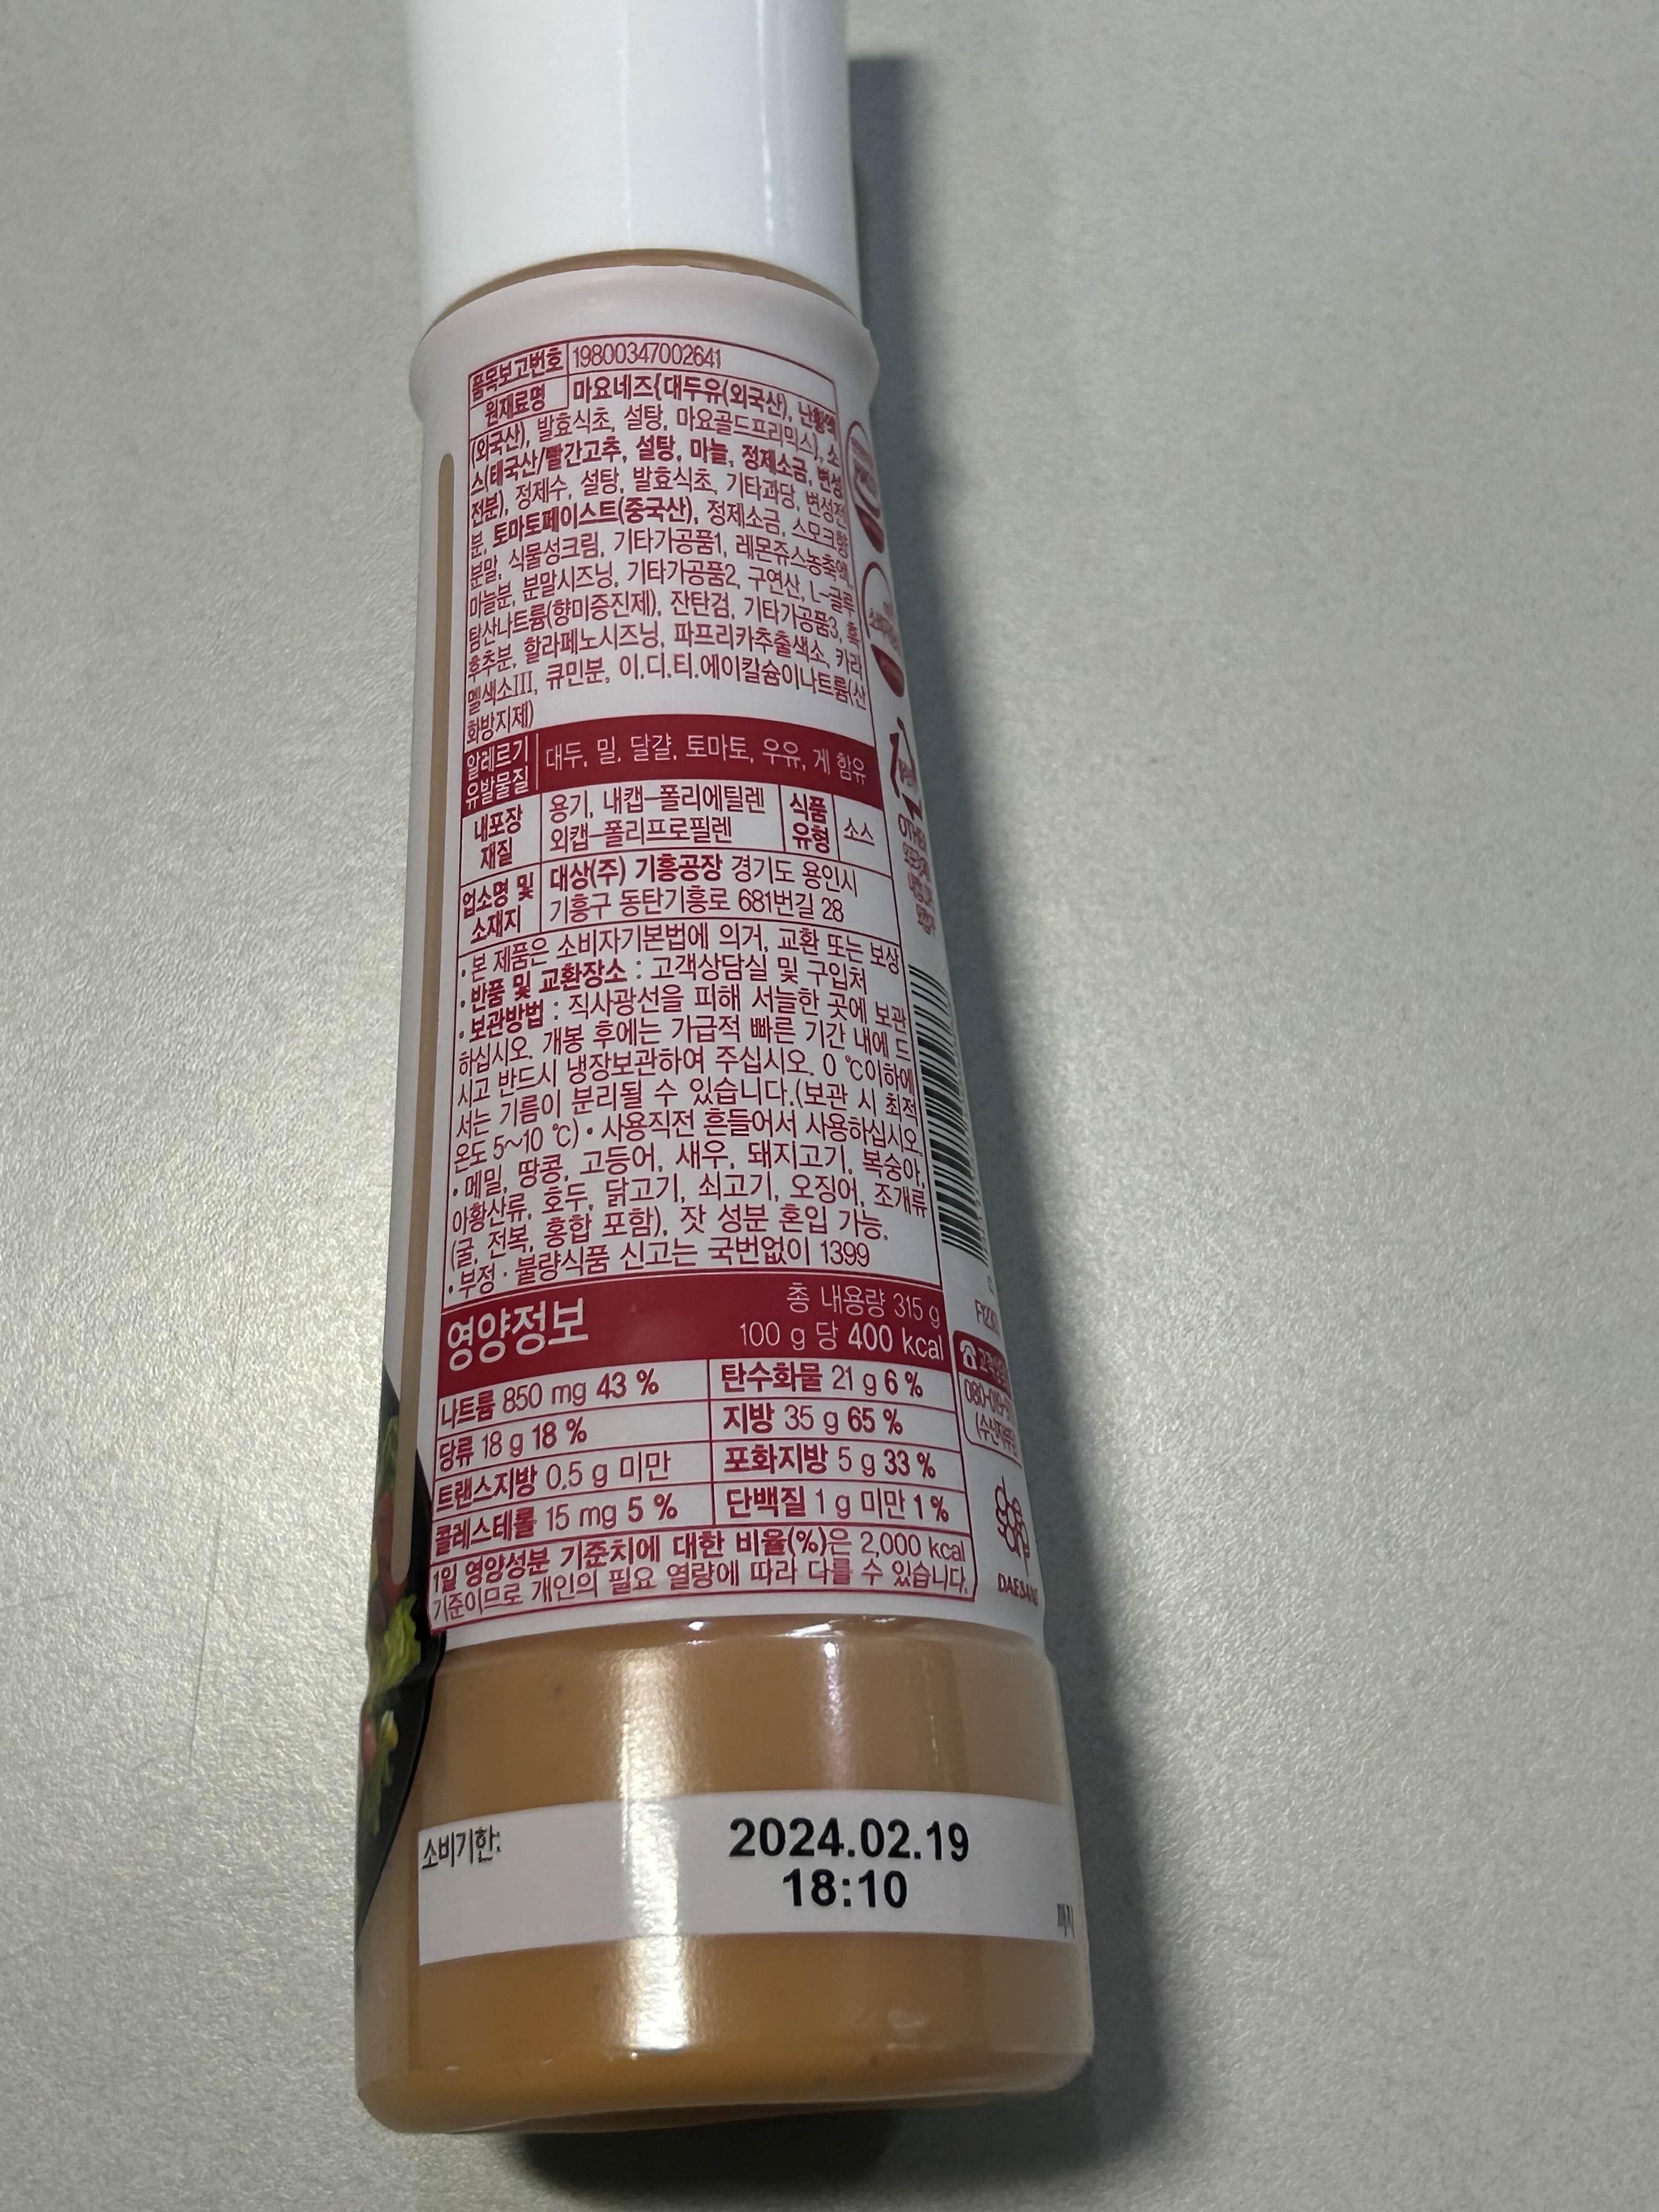 품목보고번호 19800347002641
원재료명 마요네즈{대두유(외국산), 난황액
(외국산), 발효식초, 설탕, 마요골드프리믹스}, 소
스(태국산/빨간고추, 설탕, 마늘, 정제소금, 변성
전분), 정제수, 설탕, 발효식초, 기타과당, 변성전
분, 토마토페이스트(중국산), 정제소금, 스모크향
분말, 식물성크림, 기타가공품1, 레몬쥬스농축액,
마늘분, 분말시즈닝, 기타가공품2, 구연산, L-글루
탐산나트륨(향미증진제), 잔탄검, 기타가공품3, 흑
후추분, 할라페노시즈닝, 파프리카추출색소, 카라
멜색소III, 큐민분, 이.디.티.에이칼슘이나트륨(산
화방지제)
알레르기
유발물질
대두, 밀, 달걀, 토마토, 우유, 게 함유
내포장
재질
용기, 내캡-폴리에틸렌
외캡-폴리프로필렌
식품
유형
소스
업소명 및
소재지
대상(주) 기흥공장 경기도 용인시
기흥구 동탄기흥로 681번길 28
• 본 제품은 소비자기본법에 의거, 교환 또는 보상
• 반품 및 교환장소 : 고객상담실 및 구입처
• 보관방법 : 직사광선을 피해 서늘한 곳에 보관
하십시오. 개봉 후에는 가급적 빠른 기간 내에 드
시고 반드시 냉장보관하여 주십시오. 0 ℃이하에
서는 기름이 분리될 수 있습니다.(보관 시 최적
온도 5~10 ℃) • 사용직전 흔들어서 사용하십시오.
• 메밀, 땅콩, 고등어, 새우, 돼지고기, 복숭아,
아황산류, 호두, 닭고기, 쇠고기, 오징어, 조개류
(굴, 전복, 홍합 포함), 잣 성분 혼입 가능.
• 부정 · 불량식품 신고는 국번없이 1399
영양정보
총 내용량 315 g
100 g 당 400 kcal
나트륨 850 mg 43 % 탄수화물 21 g 6 %
당류 18 g 18 % 지방 35 g 65 %
트랜스지방 0.5 g 미만 포화지방 5 g 33 %
콜레스테롤 15 mg 5 % 단백질 1 g 미만 1 %
1일 영양성분 기준치에 대한 비율(%)은 2,000 kcal
기준이므로 개인의 필요 열량에 따라 다를 수 있습니다.
OTHER
DAESANG
소비기한:
2024.02.19
18:10
까지